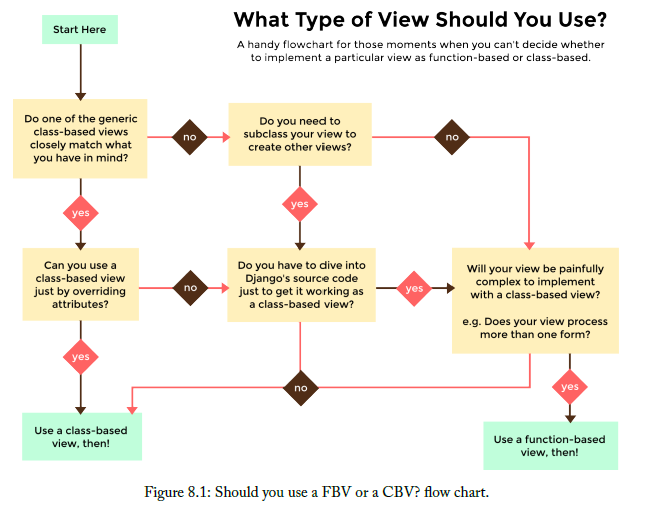 What Type of View Should You Use?
A handy flowchart for those moments when you can't decide whether
to implement a particular view as function-based or class-based.
Start Here
Do one of the generic
class-based views
closely match what
you have in mind?
no
Do you need to
subclass your view to
create other views?
no
yes
yes
Can you use a
class-based view
just by overriding
attributes?
no
Do you have to dive into
Django's source code
just to get it working as
a class-based view?
yes
Will your view be painfully
complex to implement
with a class-based view?
e.g. Does your view process
more than one form?
yes
no
yes
Use a class-based
view, then!
Use a function-based
view, then!
Figure 8.1: Should you use a FBV or a CBV? flow chart.